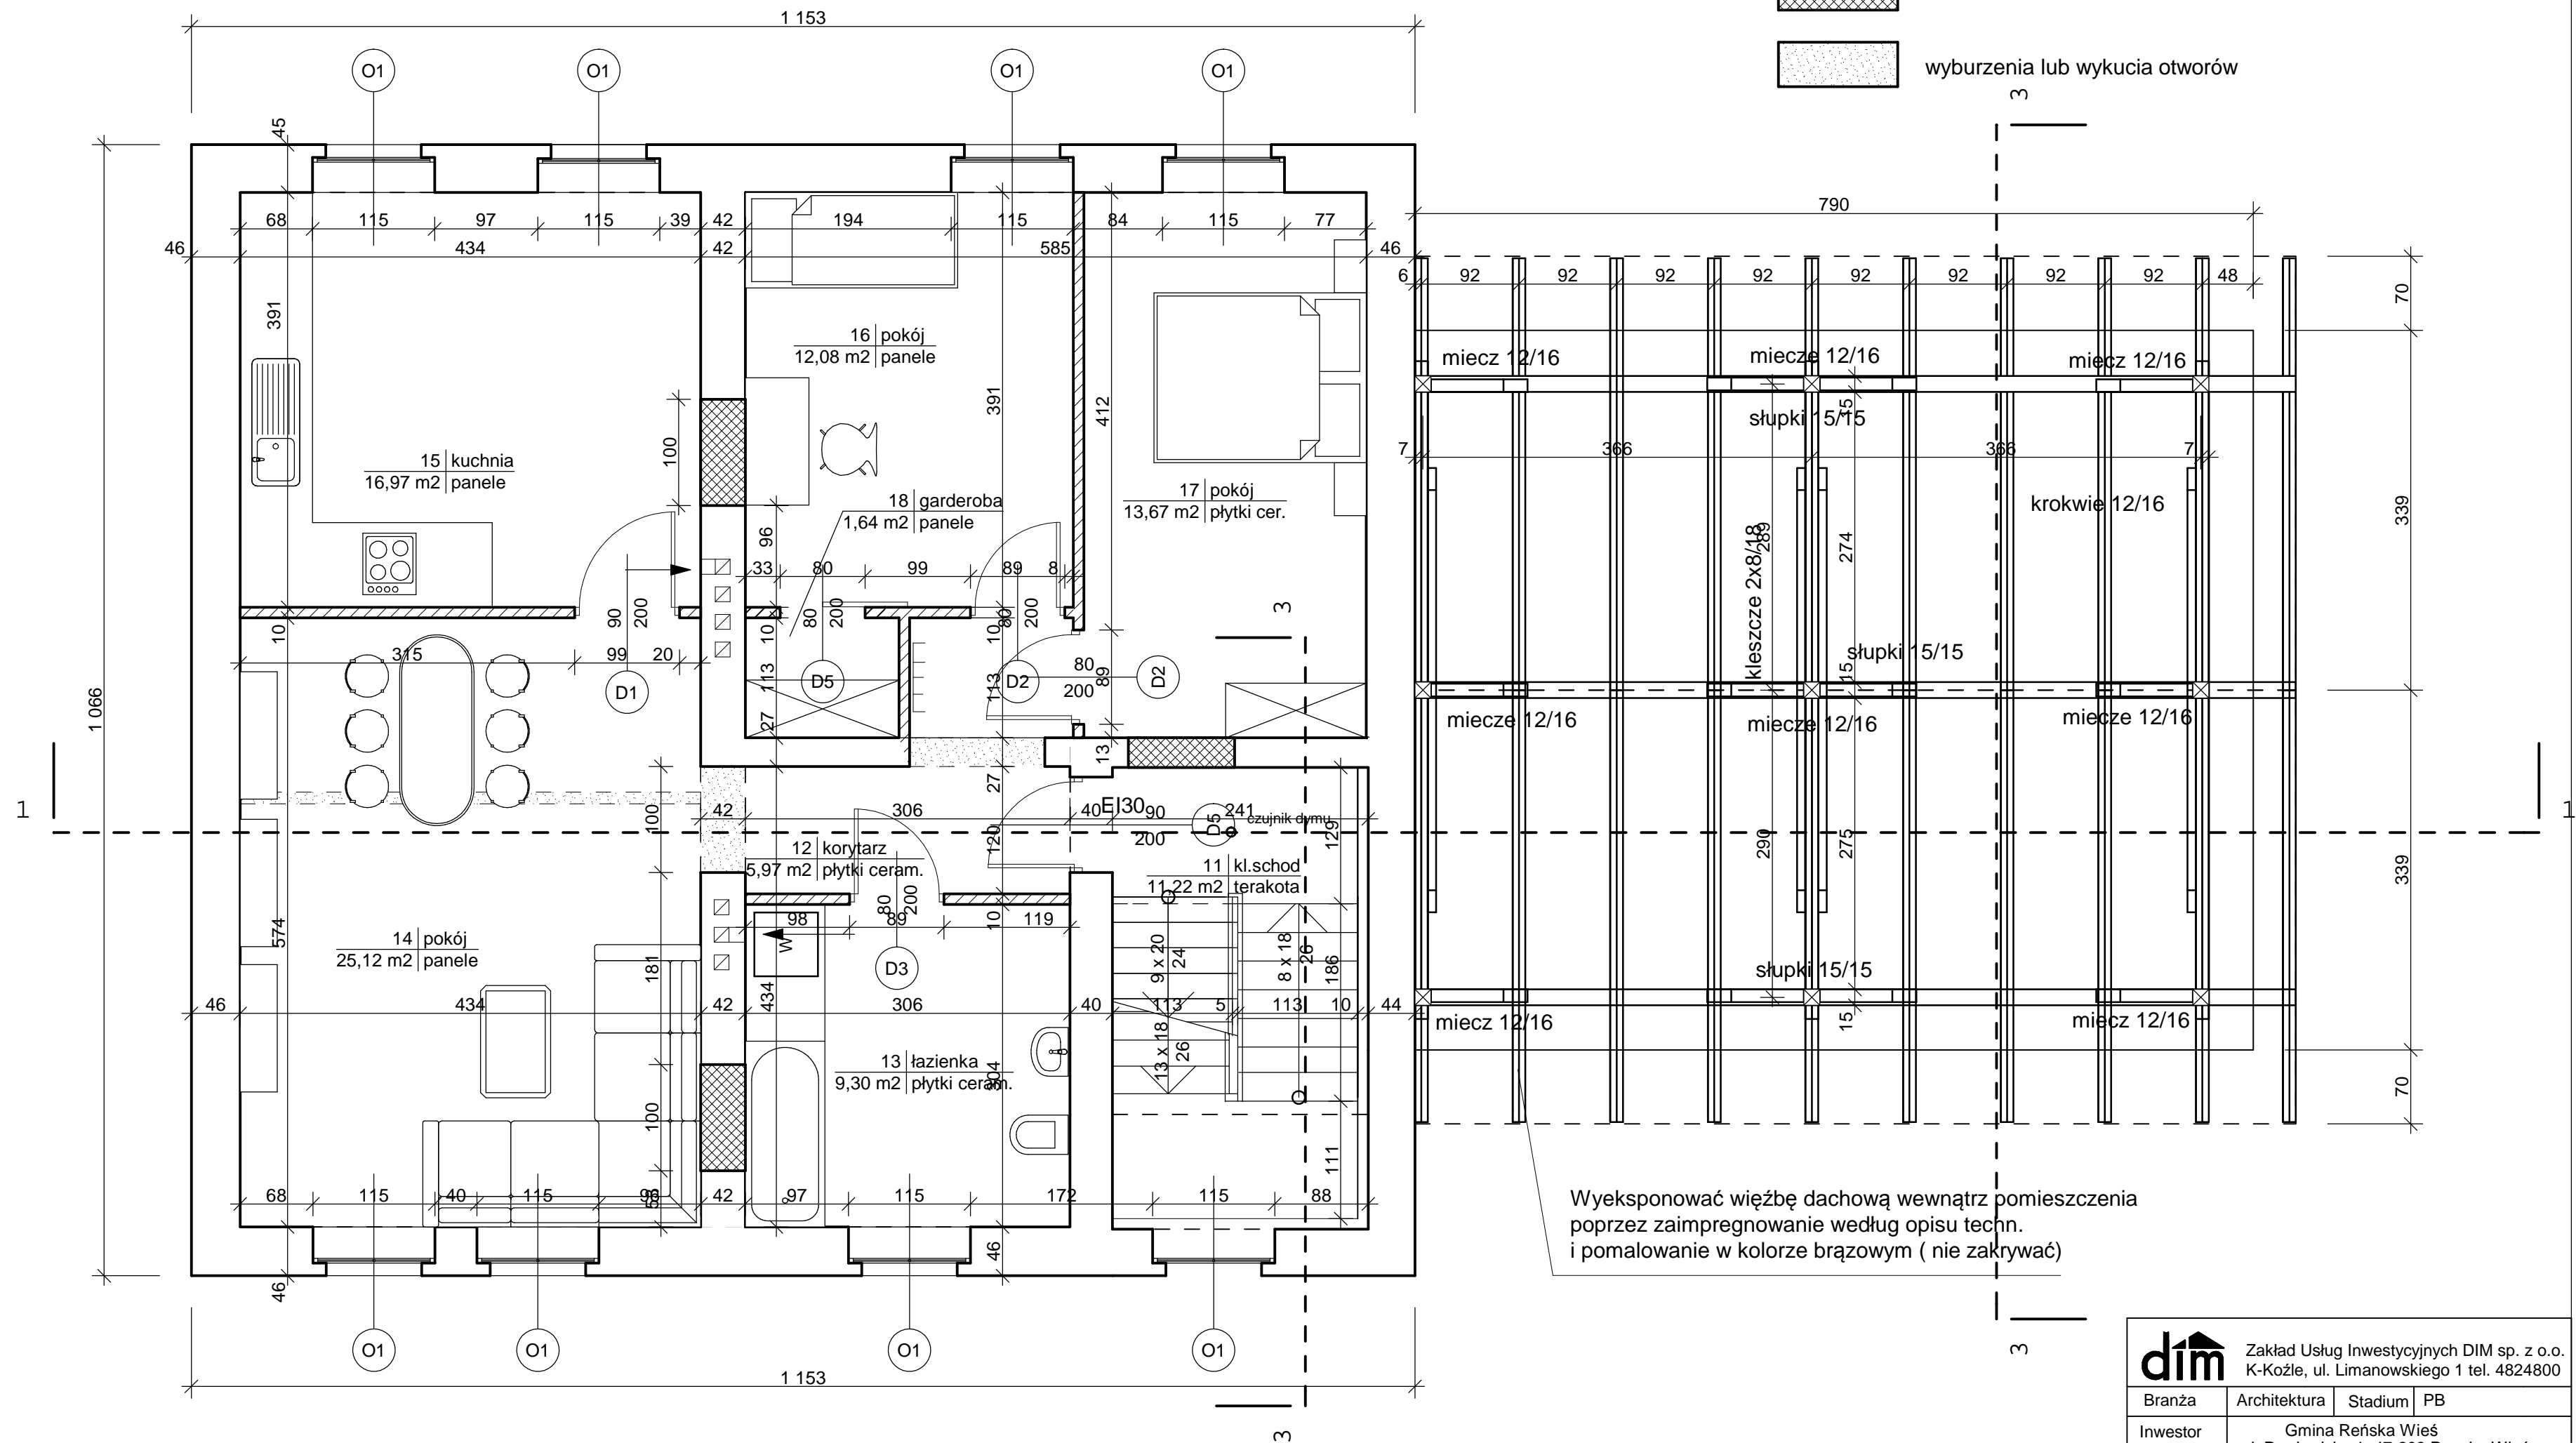 1 153
O1
O1
O1
O1
wyburzenia lub wykucia otworów
3
45
68 115 97 115 39 42 194 115 84 115 77
790
46 434 42 585 46
6 92 92 92 92 92 92 92 92 48
70
391
16 pokój
12,08 m2 panele
miecz 12/16
miecze 12/16
miecz 12/16
391
412
15
słupki 15/15
100
7 366 366 7
15 kuchnia
16,97 m2 panele
18 garderoba
1,64 m2 panele
17 pokój
13,67 m2 płytki cer.
krokwie 12/16
339
96
kleszcze 2x8/18
289
274
33 80 99 89 8
90
200
80
200
80
200
3
10
10
10
315 99 20
113
113
80
200
89
słupki 15/15
15
D1
D5
D2
D2
1 066
27
miecze 12/16
miecze 12/16
miecze 12/16
13
27
1
100
42 306 40 241
EI30
90
200
D5
czujnik dymu
129
120
1
290
275
339
12 korytarz
5,97 m2 płytki ceram.
11 kl.schod
11,22 m2 terakota
80
200
574
14 pokój
25,12 m2 panele
98 89 119
10
W
D3
181
9 x 20
24
8 x 18
26
186
słupki 15/15
46 434 42 434 306 40 113 5 113 10 44
miecz 12/16
15
miecz 12/16
13 x 18
26
13 łazienka
9,30 m2 płytki ceram.
304
70
100
111
68 115 40 115 96 42 97 115 172 115 88
58
Wyeksponować więźbę dachową wewnątrz pomieszczenia
poprzez zaimpregnowanie według opisu techn.
i pomalowanie w kolorze brązowym ( nie zakrywać)
46
46
O1
O1
O1
O1
3
1 153
3
dim
Zakład Usług Inwestycyjnych DIM sp. z o.o.
K-Koźle, ul. Limanowskiego 1 tel. 4824800
Branża Architektura Stadium PB
Inwestor Gmina Reńska Wieś